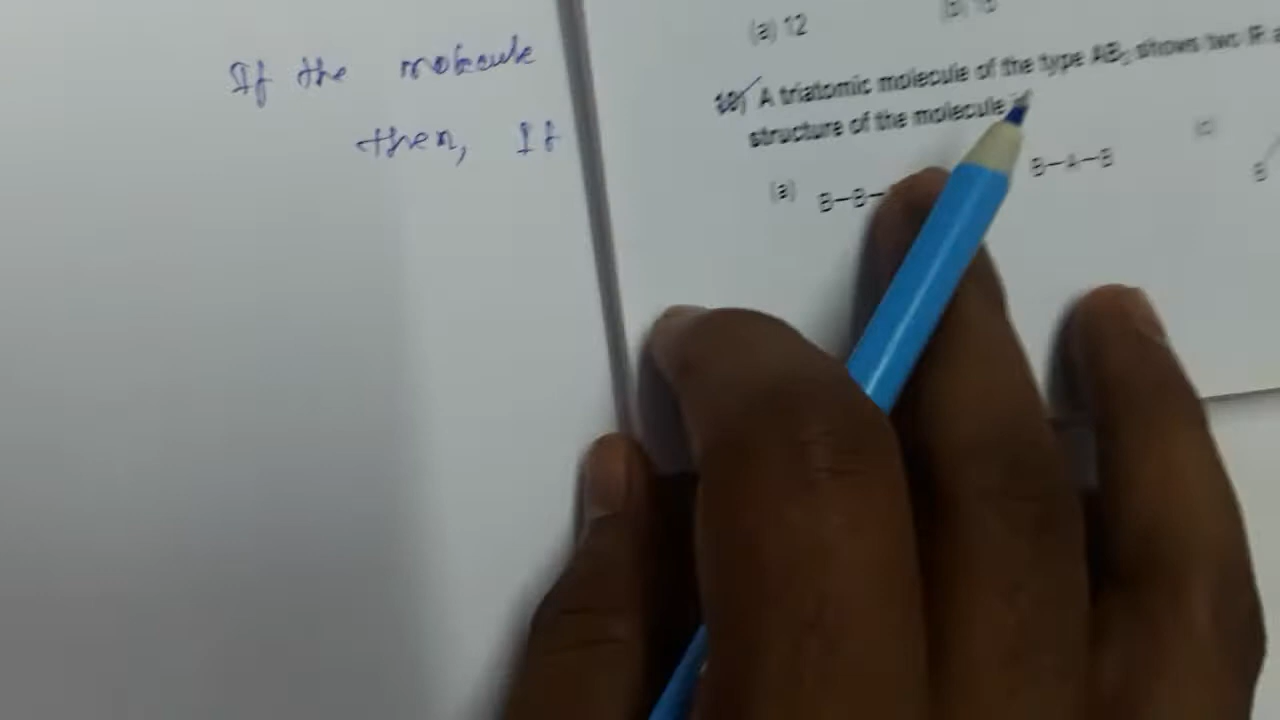 If the molecule
then, If
(a) 12
(b)
18) A triatomic molecule of the type AB2 shows two IR a
structure of the molecule
(a) B-B-
B-A-B
(c)
B